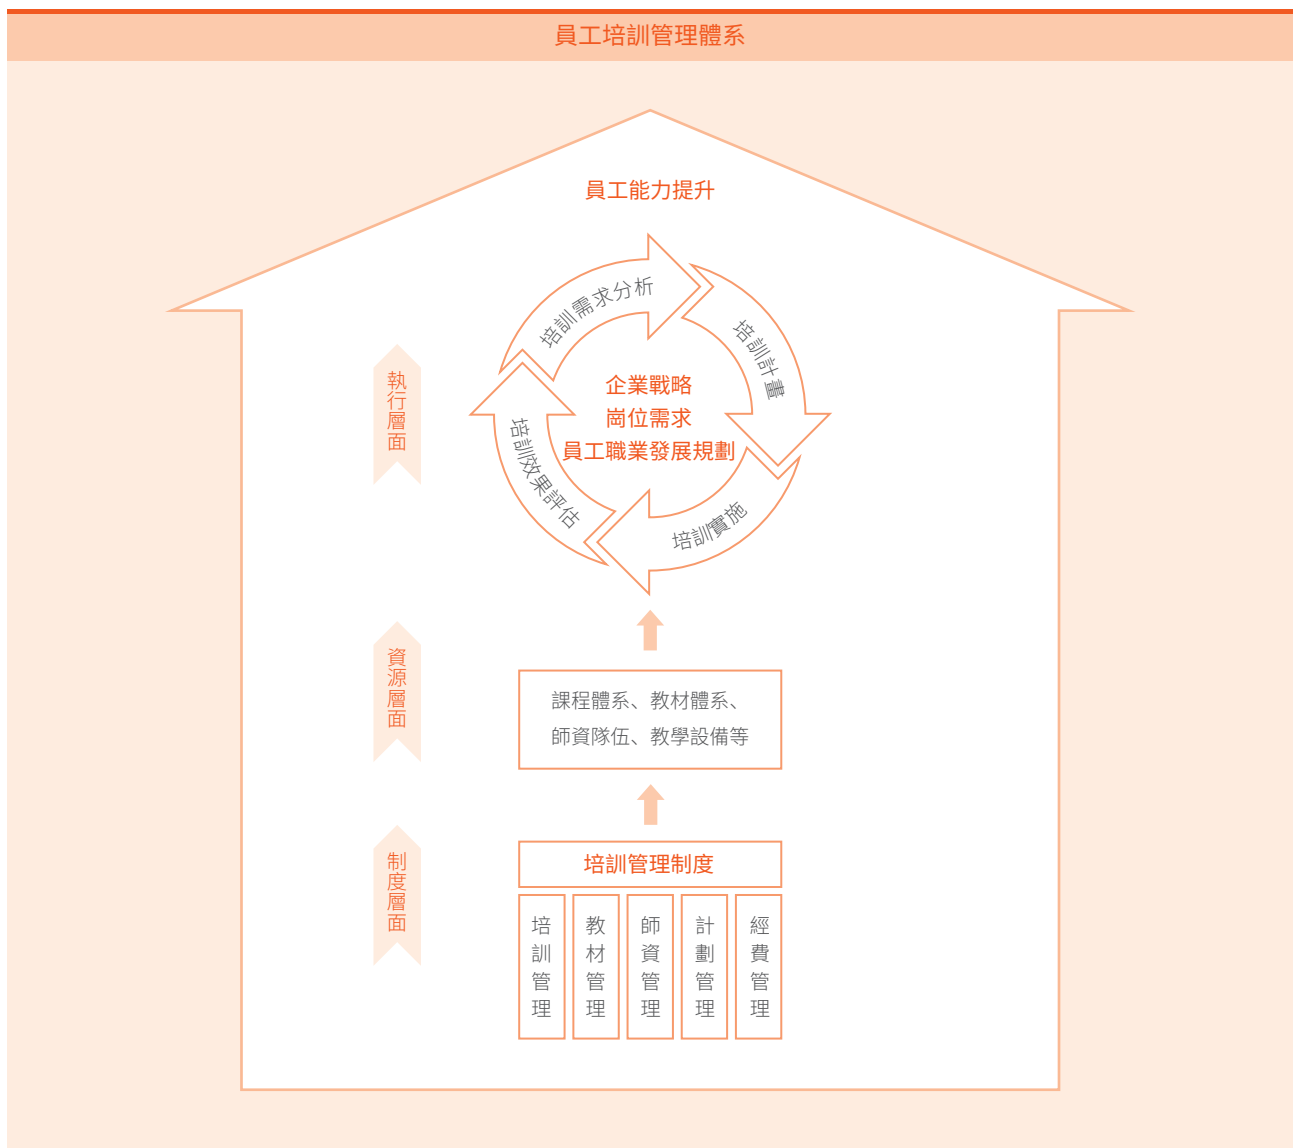 員工培訓管理體系
員工能力提升
培訓需求分析
培訓計畫
培訓實施
培訓效果評估
企業戰略
崗位需求
員工職業發展規劃
執行層面
資源層面
課程體系、教材體系、
師資隊伍、教學設備等
制度層面
培訓管理制度
培訓管理
教材管理
師資管理
計劃管理
經費管理